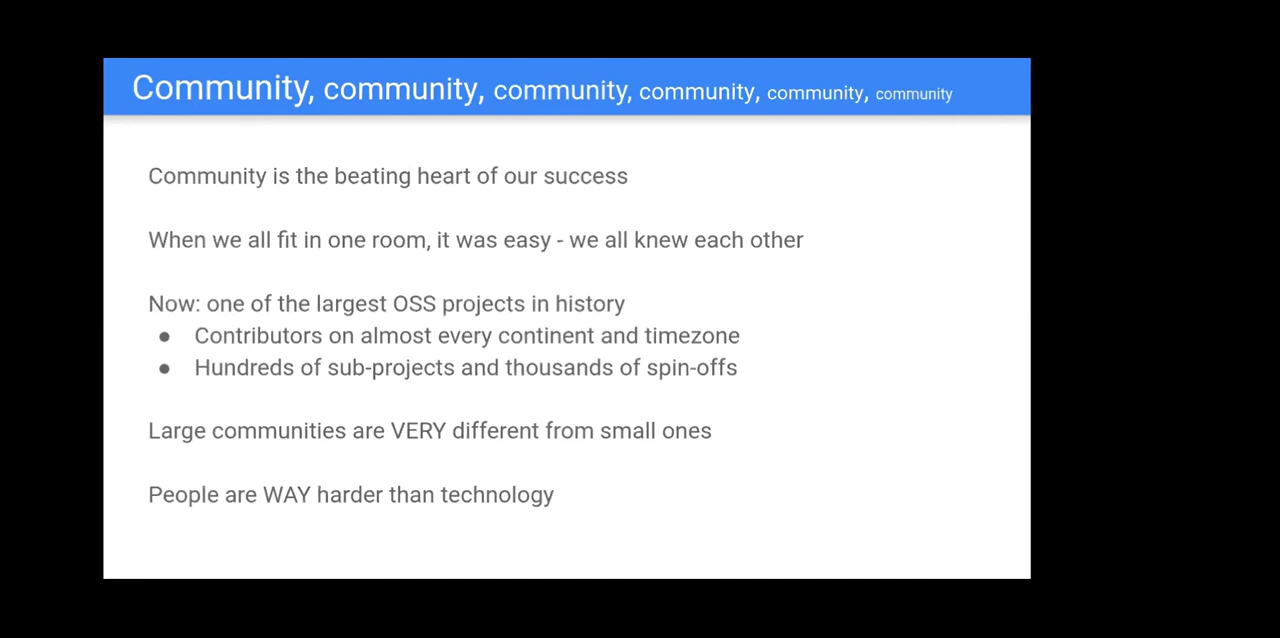 Community, community, community, community, community, community
Community is the beating heart of our success
When we all fit in one room, it was easy - we all knew each other
Now: one of the largest OSS projects in history
● Contributors on almost every continent and timezone
● Hundreds of sub-projects and thousands of spin-offs
Large communities are VERY different from small ones
People are WAY harder than technology